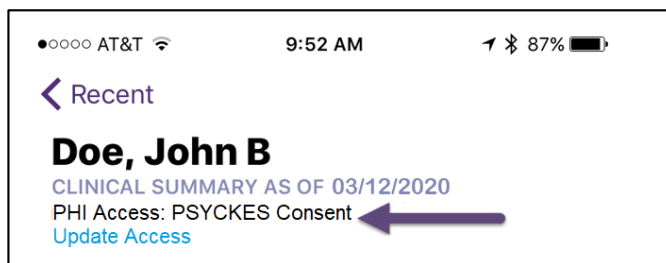 AT&T 9:52 AM 87%
Recent
Doe, John B
CLINICAL SUMMARY AS OF 03/12/2020
PHI Access: PSYCKES Consent
Update Access